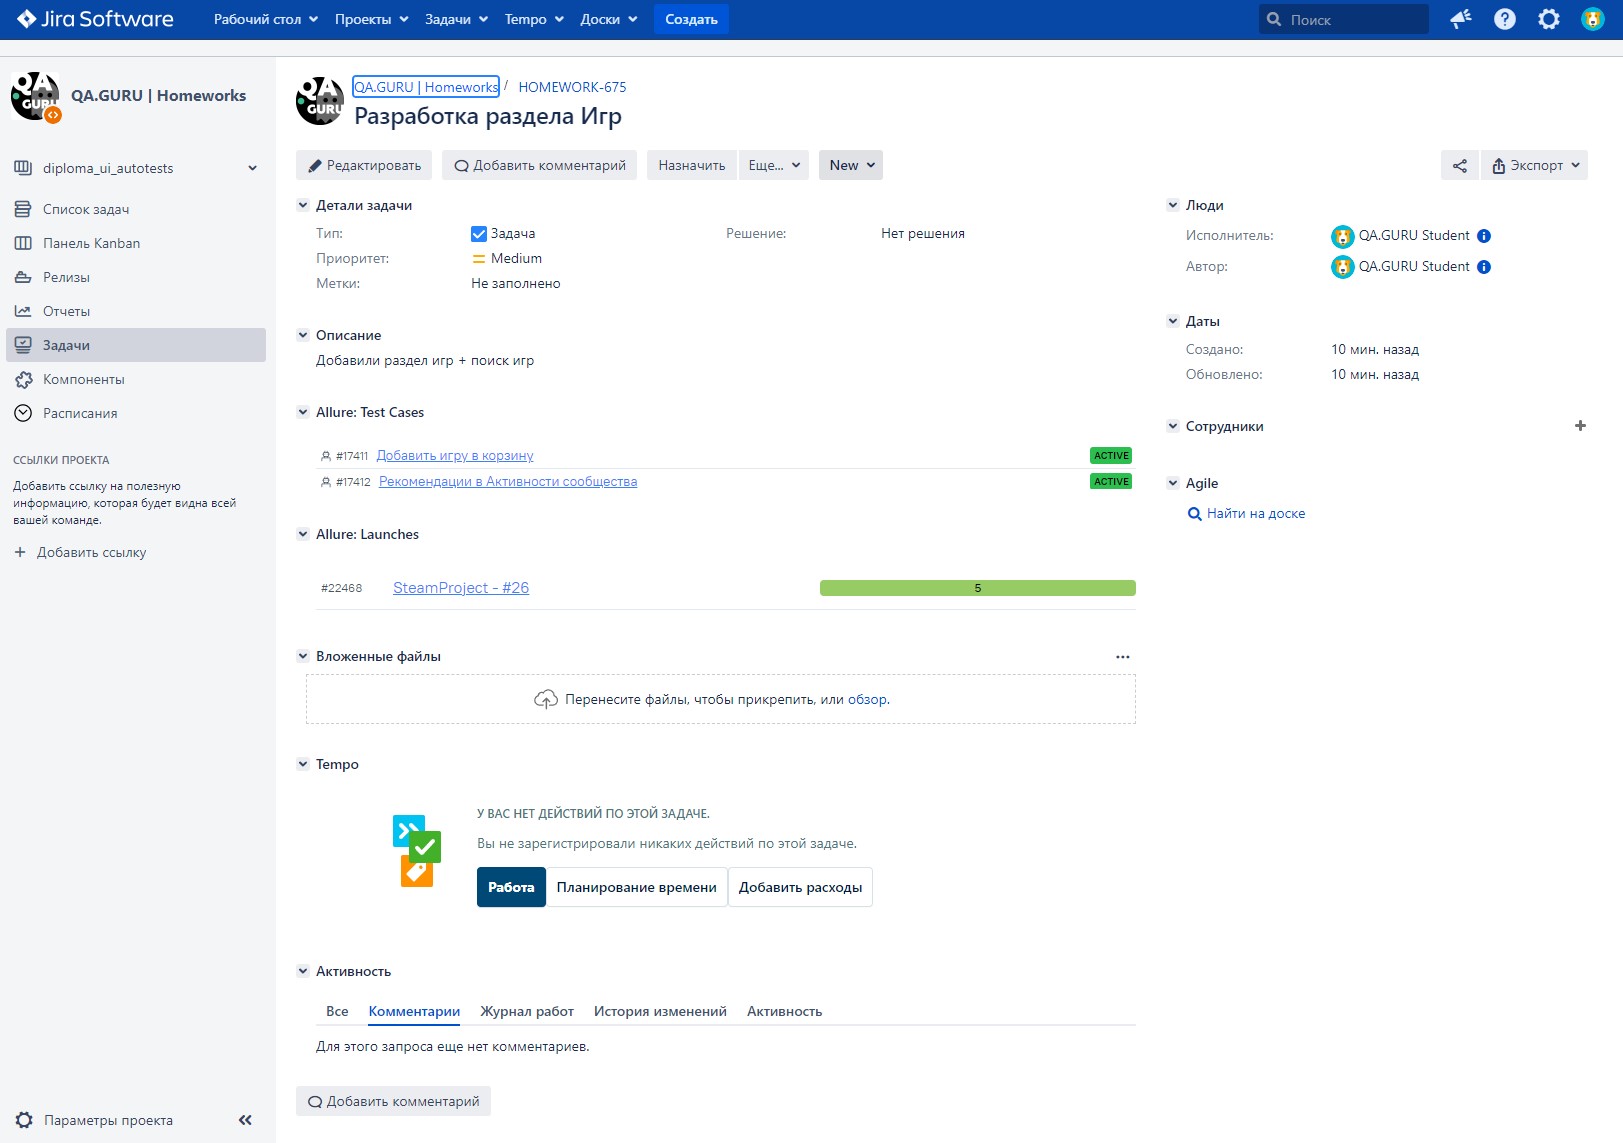 Jira Software Рабочий стол Проекты Задачи Tempo Доски Создать Поиск
QA.GURU | Homeworks
diploma_ui_autotests
Список задач
Панель Kanban
Релизы
Отчеты
Задачи
Компоненты
Расписания
ССЫЛКИ ПРОЕКТА
Добавить ссылку на полезную
информацию, которая будет видна всей
вашей команде.
+ Добавить ссылку
Параметры проекта
QA.GURU | Homeworks / HOMEWORK-675
Разработка раздела Игр
Редактировать Добавить комментарий Назначить Еще... New Экспорт
Детали задачи
Тип: Задача Решение: Нет решения
Приоритет: Medium
Метки: Не заполнено
Описание
Добавили раздел игр + поиск игр
Allure: Test Cases
#17411 Добавить игру в корзину ACTIVE
#17412 Рекомендации в Активности сообщества ACTIVE
Allure: Launches
#22468 SteamProject - #26 5
Вложенные файлы
Перенесите файлы, чтобы прикрепить, или обзор.
Tempo
У ВАС НЕТ ДЕЙСТВИЙ ПО ЭТОЙ ЗАДАЧЕ.
Вы не зарегистрировали никаких действий по этой задаче.
Работа Планирование времени Добавить расходы
Активность
Все Комментарии Журнал работ История изменений Активность
Для этого запроса еще нет комментариев.
Добавить комментарий
Люди
Исполнитель: QA.GURU Student
Автор: QA.GURU Student
Даты
Создано: 10 мин. назад
Обновлено: 10 мин. назад
Сотрудники
Agile
Найти на доске